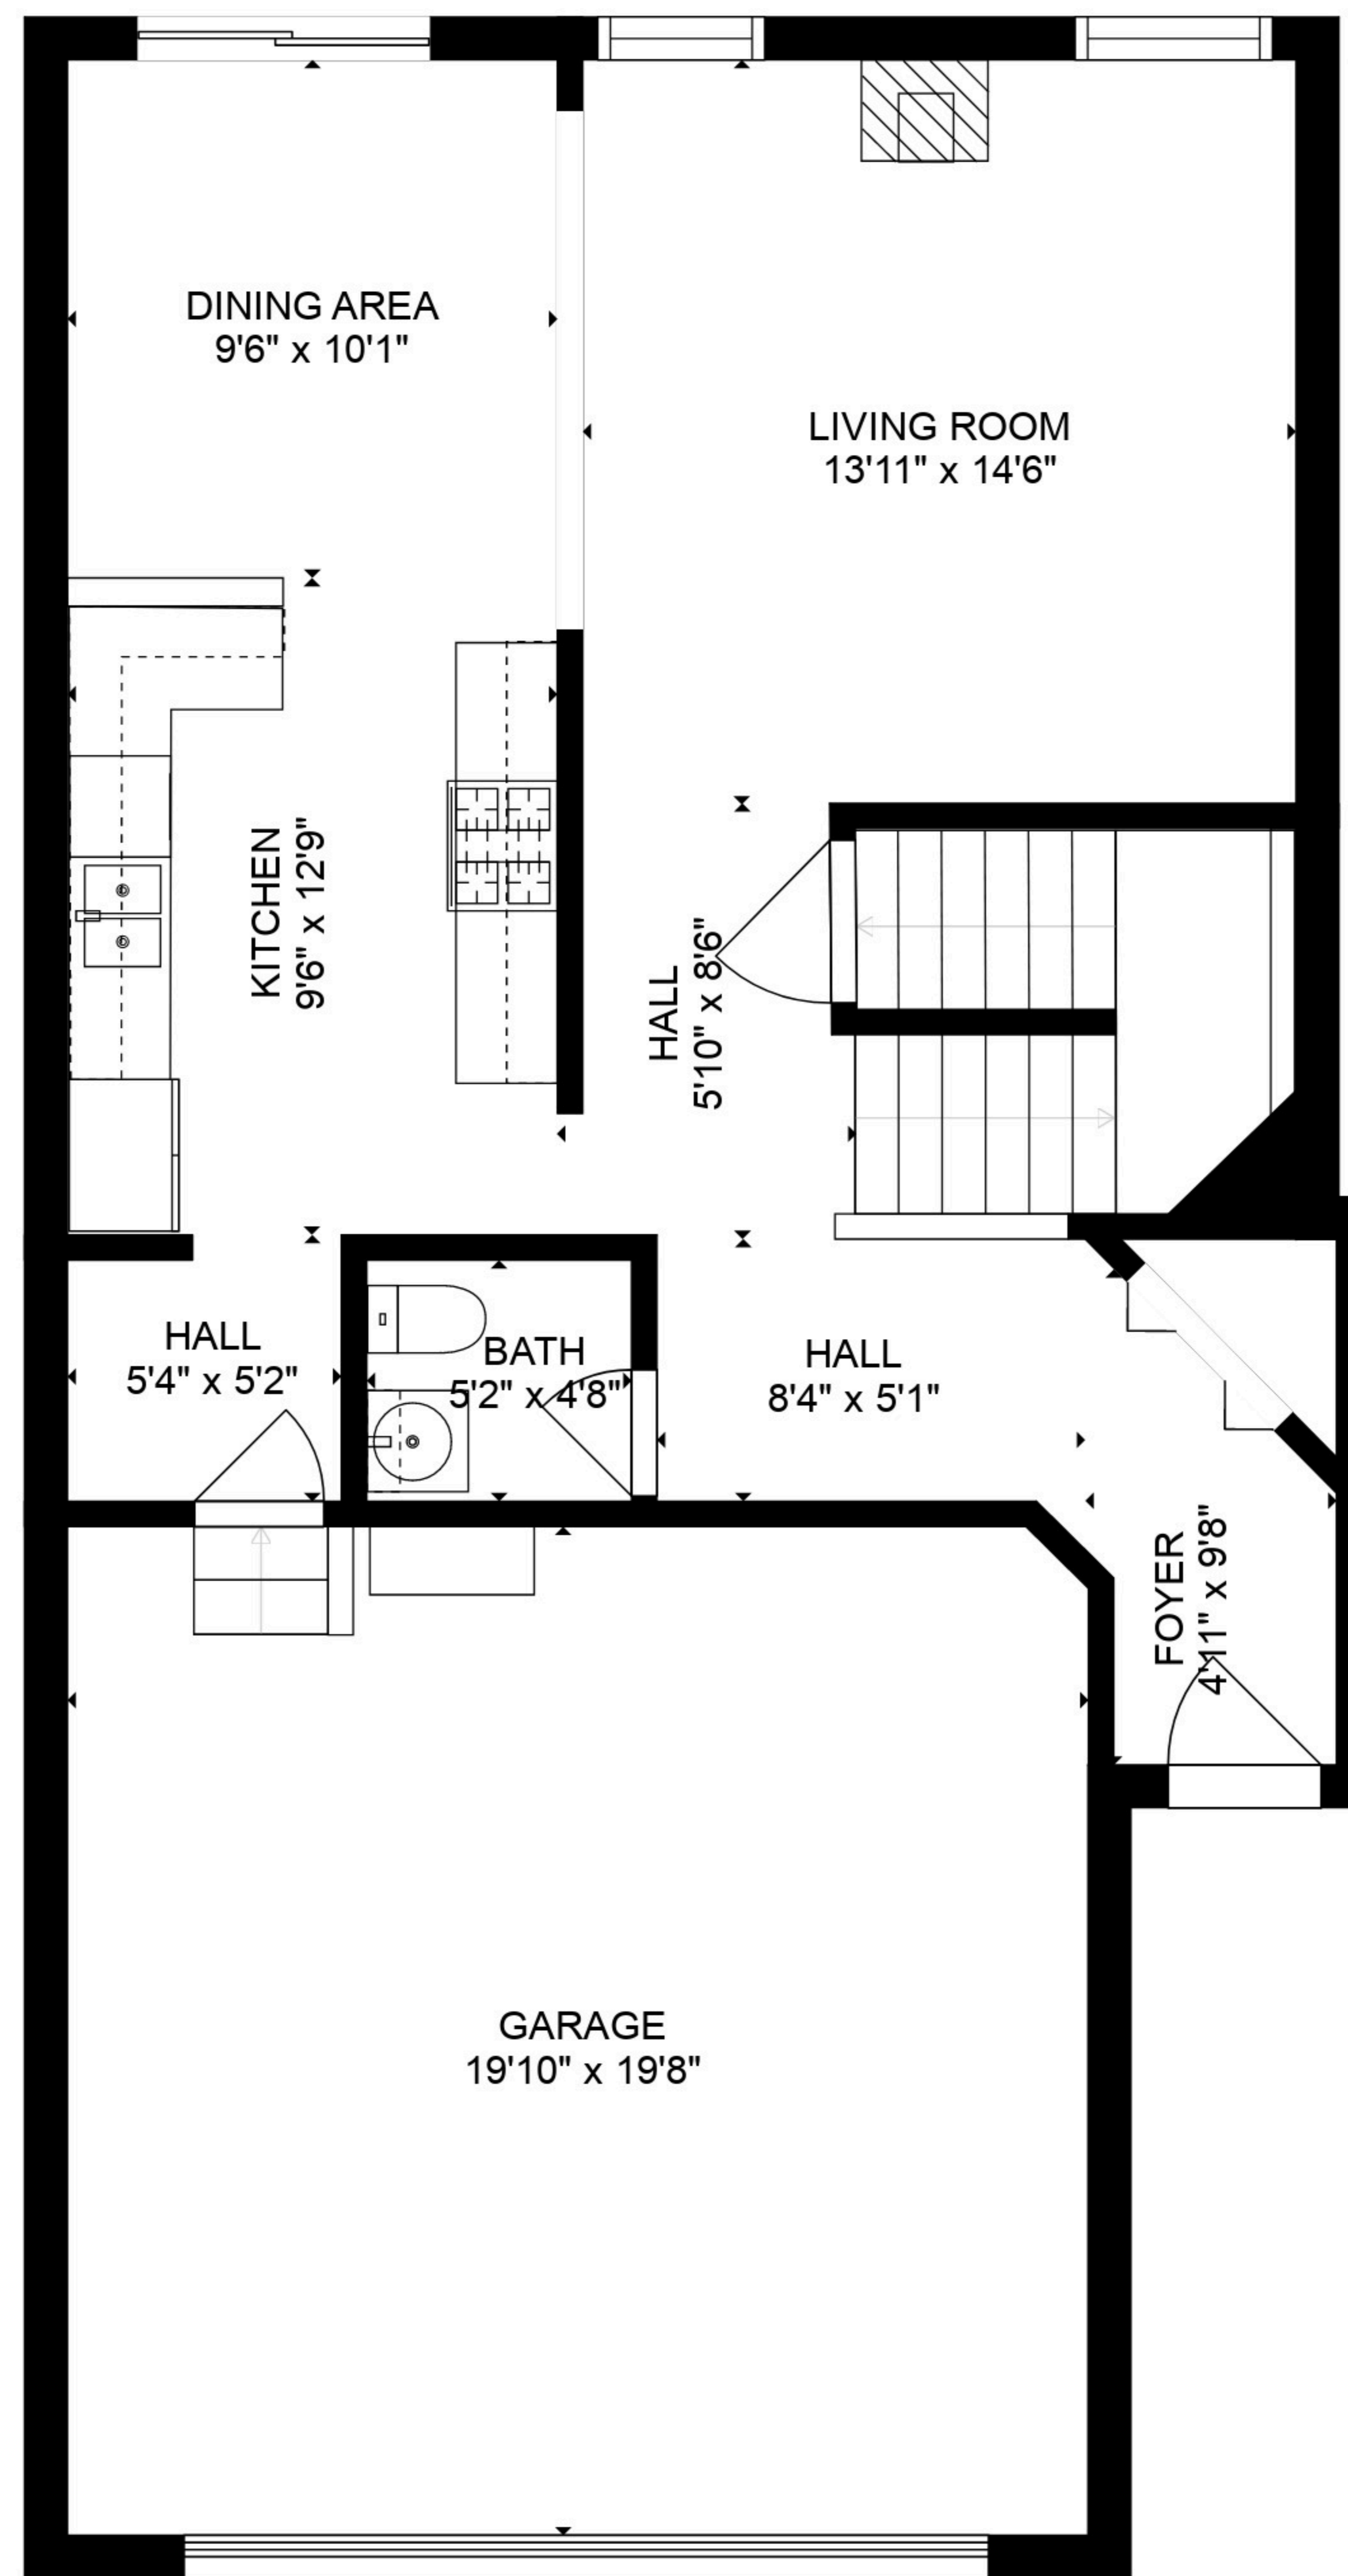 DINING AREA
9'6" x 10'1"
LIVING ROOM
13'11" x 14'6"
KITCHEN
9'6" x 12'9"
HALL
5'10" x 8'6"
HALL
5'4" x 5'2"
BATH
5'2" x 4'8"
HALL
8'4" x 5'1"
FOYER
4'11" x 9'8"
GARAGE
19'10" x 19'8"